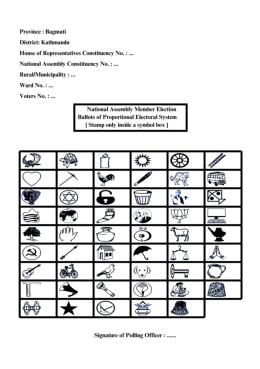 Province : Bagmati
District: Kathmandu
House of Representatives Constituency No. : ...
National Assembly Constituency No. : ...
Rural/Municipality : ...
Ward No. : ...
Voters No. : ...
National Assembly Member Election
Ballots of Proportional Electoral System
[ Stamp only inside a symbol box ]
Signature of Polling Officer : ......